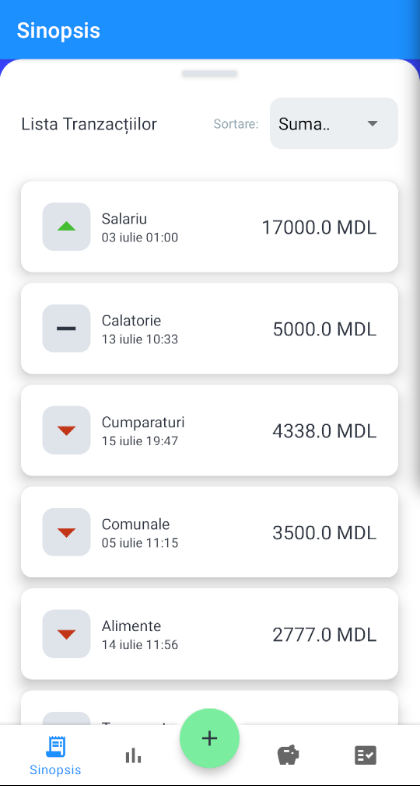 Sinopsis
Lista Tranzacțiilor
Sortare:
Suma..
Salariu
03 iulie 01:00
17000.0 MDL
Calatorie
13 iulie 10:33
5000.0 MDL
Cumparaturi
15 iulie 19:47
4338.0 MDL
Comunale
05 iulie 11:15
3500.0 MDL
Alimente
14 iulie 11:56
2777.0 MDL
Sinopsis